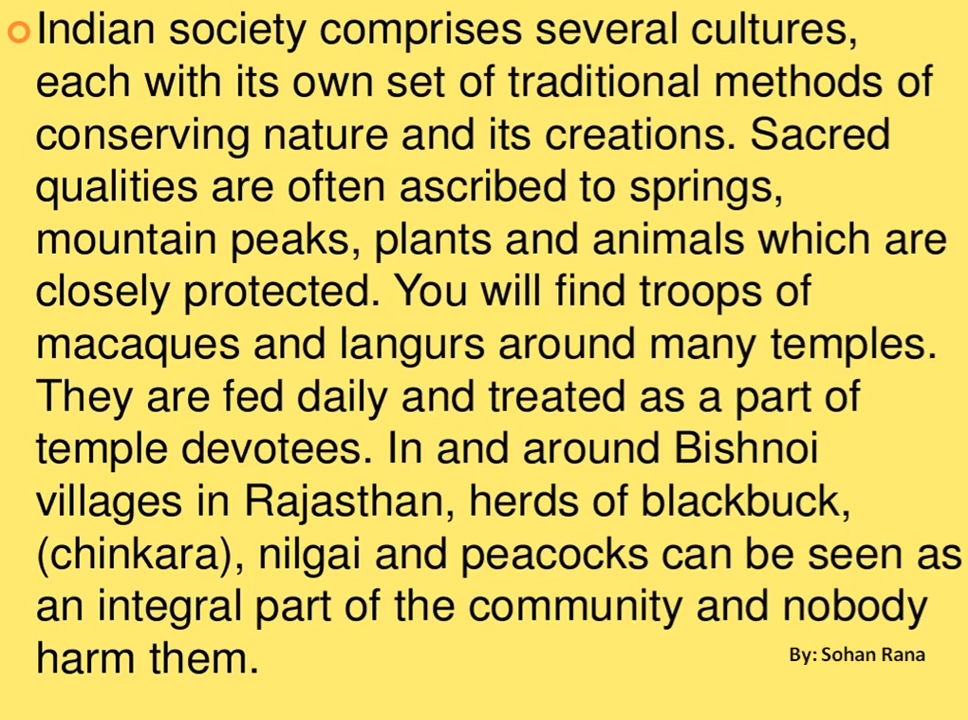 Indian society comprises several cultures,
each with its own set of traditional methods of
conserving nature and its creations. Sacred
qualities are often ascribed to springs,
mountain peaks, plants and animals which are
closely protected. You will find troops of
macaques and langurs around many temples.
They are fed daily and treated as a part of
temple devotees. In and around Bishnoi
villages in Rajasthan, herds of blackbuck,
(chinkara), nilgai and peacocks can be seen as
an integral part of the community and nobody
harm them.
By: Sohan Rana